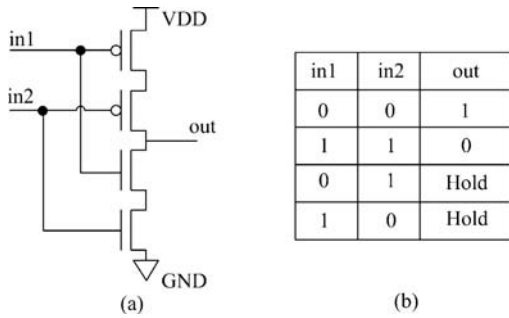 VDD
in1
in2
out
GND
(a)
in1 in2 out
0 0 1
1 1 0
0 1 Hold
1 0 Hold
(b)